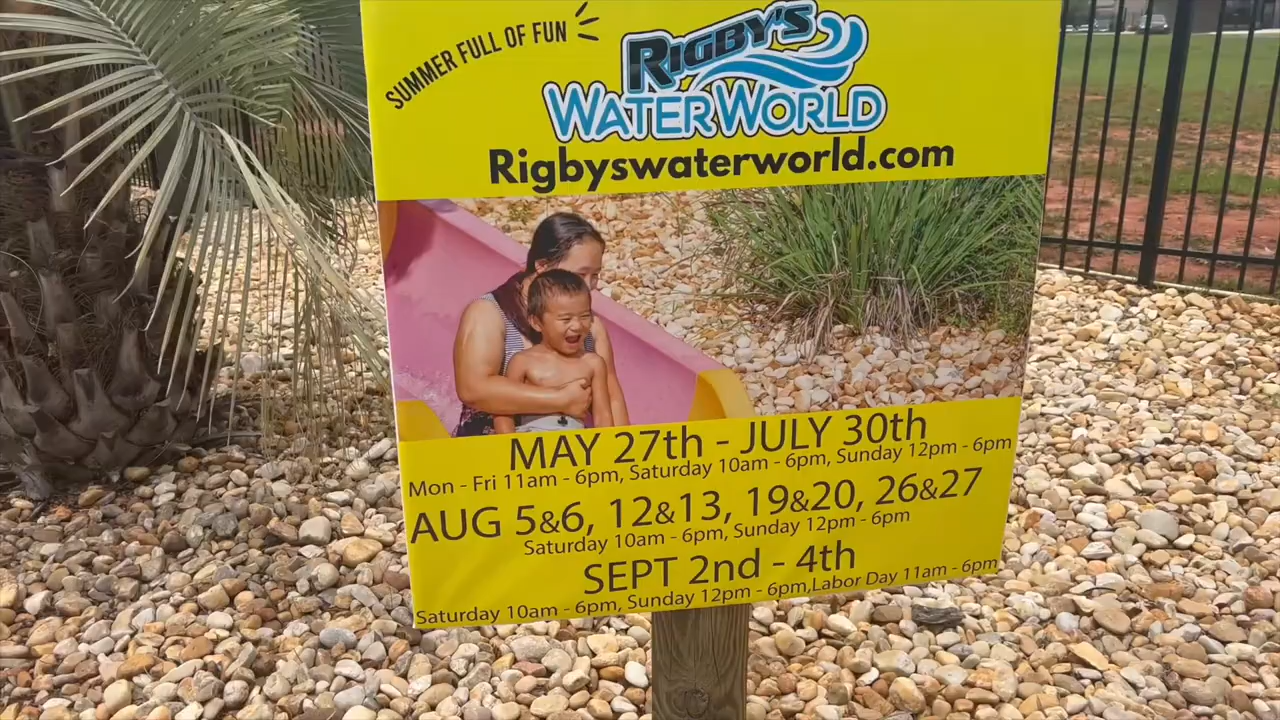 SUMMER FULL OF FUN
RIGBY'S
WATERWORLD
Rigbyswaterworld.com
MAY 27th - JULY 30th
Mon - Fri 11am - 6pm, Saturday 10am - 6pm, Sunday 12pm - 6pm
AUG 5&6, 12&13, 19&20, 26&27
Saturday 10am - 6pm, Sunday 12pm - 6pm
SEPT 2nd - 4th
Saturday 10am - 6pm, Sunday 12pm - 6pm,Labor Day 11am - 6pm